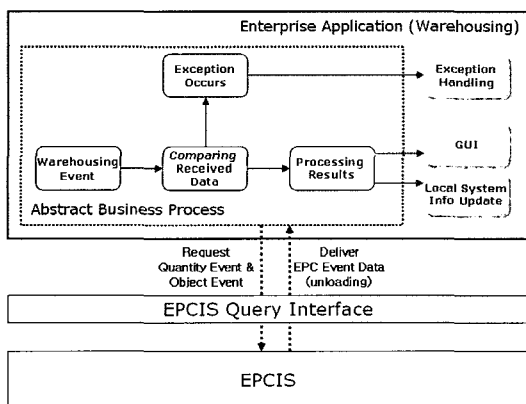 Enterprise Application (Warehousing)
Exception
Occurs
Exception
Handling
Warehousing
Event
Comparing
Received
Data
Processing
Results
GUI
Local System
Info Update
Abstract Business Process
Request
Quantity Event &
Object Event
Deliver
EPC Event Data
(unloading)
EPCIS Query Interface
EPCIS